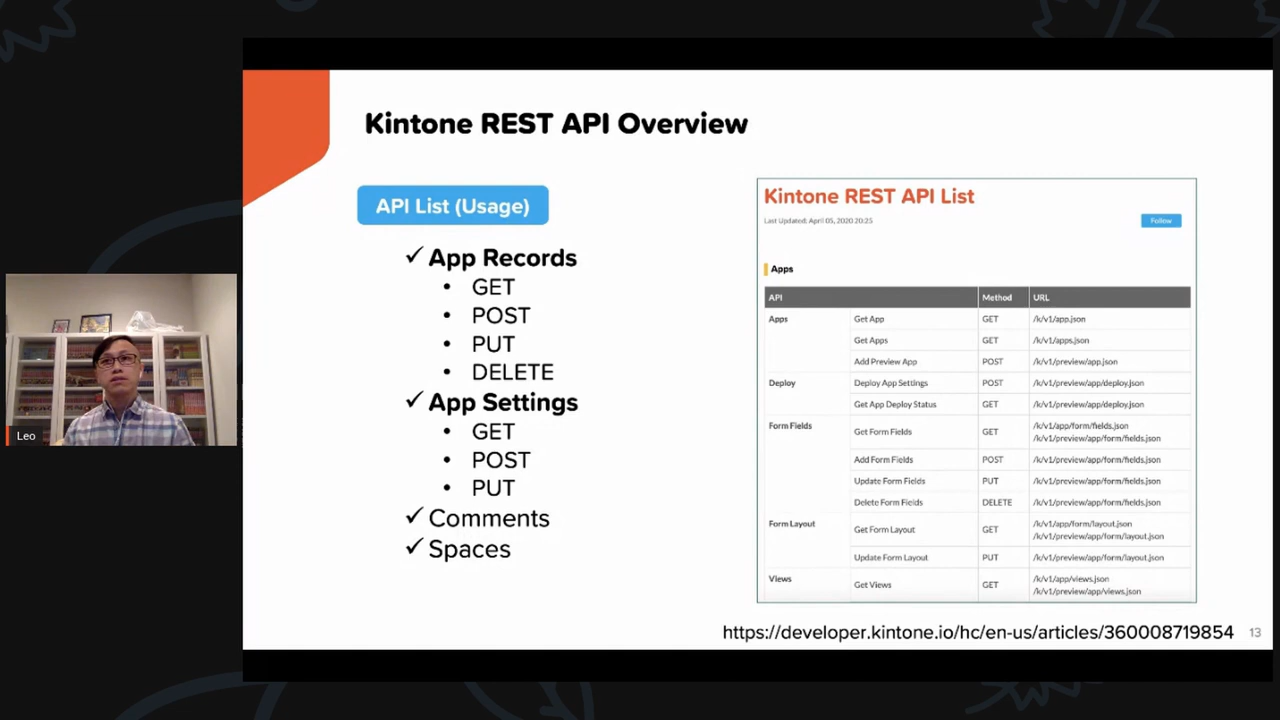 Kintone REST API Overview
API List (Usage)
✓ App Records
• GET
• POST
• PUT
• DELETE
✓ App Settings
• GET
• POST
• PUT
✓ Comments
✓ Spaces
Kintone REST API List
Last Updated: April 05, 2020 20:25
Follow
Apps
API Method URL
Apps Get App GET /k/v1/app.json
Get Apps GET /k/v1/apps.json
Add Preview App POST /k/v1/preview/app.json
Deploy Deploy App Settings POST /k/v1/preview/app/deploy.json
Get App Deploy Status GET /k/v1/preview/app/deploy.json
Form Fields Get Form Fields GET /k/v1/app/form/fields.json
/k/v1/preview/app/form/fields.json
Add Form Fields POST /k/v1/preview/app/form/fields.json
Update Form Fields PUT /k/v1/preview/app/form/fields.json
Delete Form Fields DELETE /k/v1/preview/app/form/fields.json
Form Layout Get Form Layout GET /k/v1/app/form/layout.json
/k/v1/preview/app/form/layout.json
Update Form Layout PUT /k/v1/preview/app/form/layout.json
Views Get Views GET /k/v1/app/views.json
/k/v1/preview/app/views.json
https://developer.kintone.io/hc/en-us/articles/360008719854 13
Leo